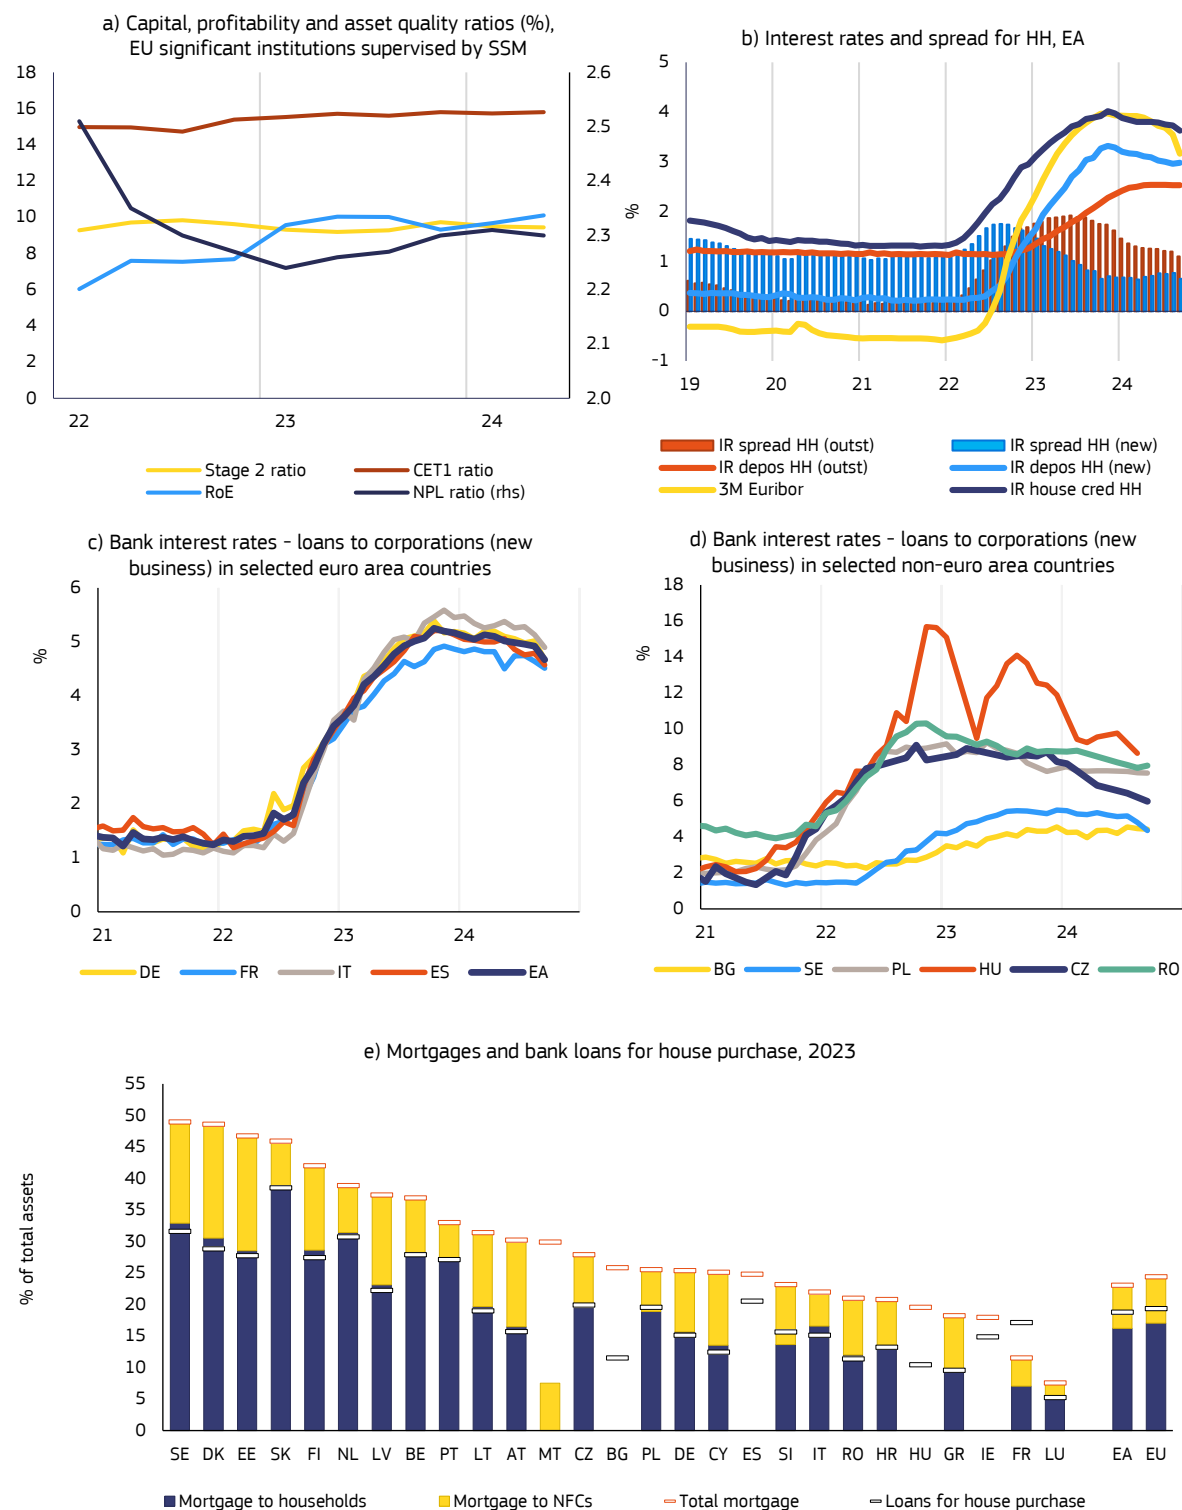 a) Capital, profitability and asset quality ratios (%),
EU significant institutions supervised by SSM
18
16
14
12
10
8
6
4
2
0
2.6
2.5
2.4
2.3
2.2
2.1
2.0
22 23 24
Stage 2 ratio CET1 ratio
RoE NPL ratio (rhs)
b) Interest rates and spread for HH, EA
%
5
4
3
2
1
0
-1
19 20 21 22 23 24
IR spread HH (outst) IR spread HH (new)
IR depos HH (outst) IR depos HH (new)
3M Euribor IR house cred HH
c) Bank interest rates - loans to corporations (new
business) in selected euro area countries
%
6
5
4
3
2
1
0
21 22 23 24
DE FR IT ES EA
d) Bank interest rates - loans to corporations (new
business) in selected non-euro area countries
%
18
16
14
12
10
8
6
4
2
0
21 22 23 24
BG SE PL HU CZ RO
e) Mortgages and bank loans for house purchase, 2023
% of total assets
55
50
45
40
35
30
25
20
15
10
5
0
SE DK EE SK FI NL LV BE PT LT AT MT CZ BG PL DE CY ES SI IT RO HR HU GR IE FR LU EA EU
Mortgage to households Mortgage to NFCs Total mortgage Loans for house purchase